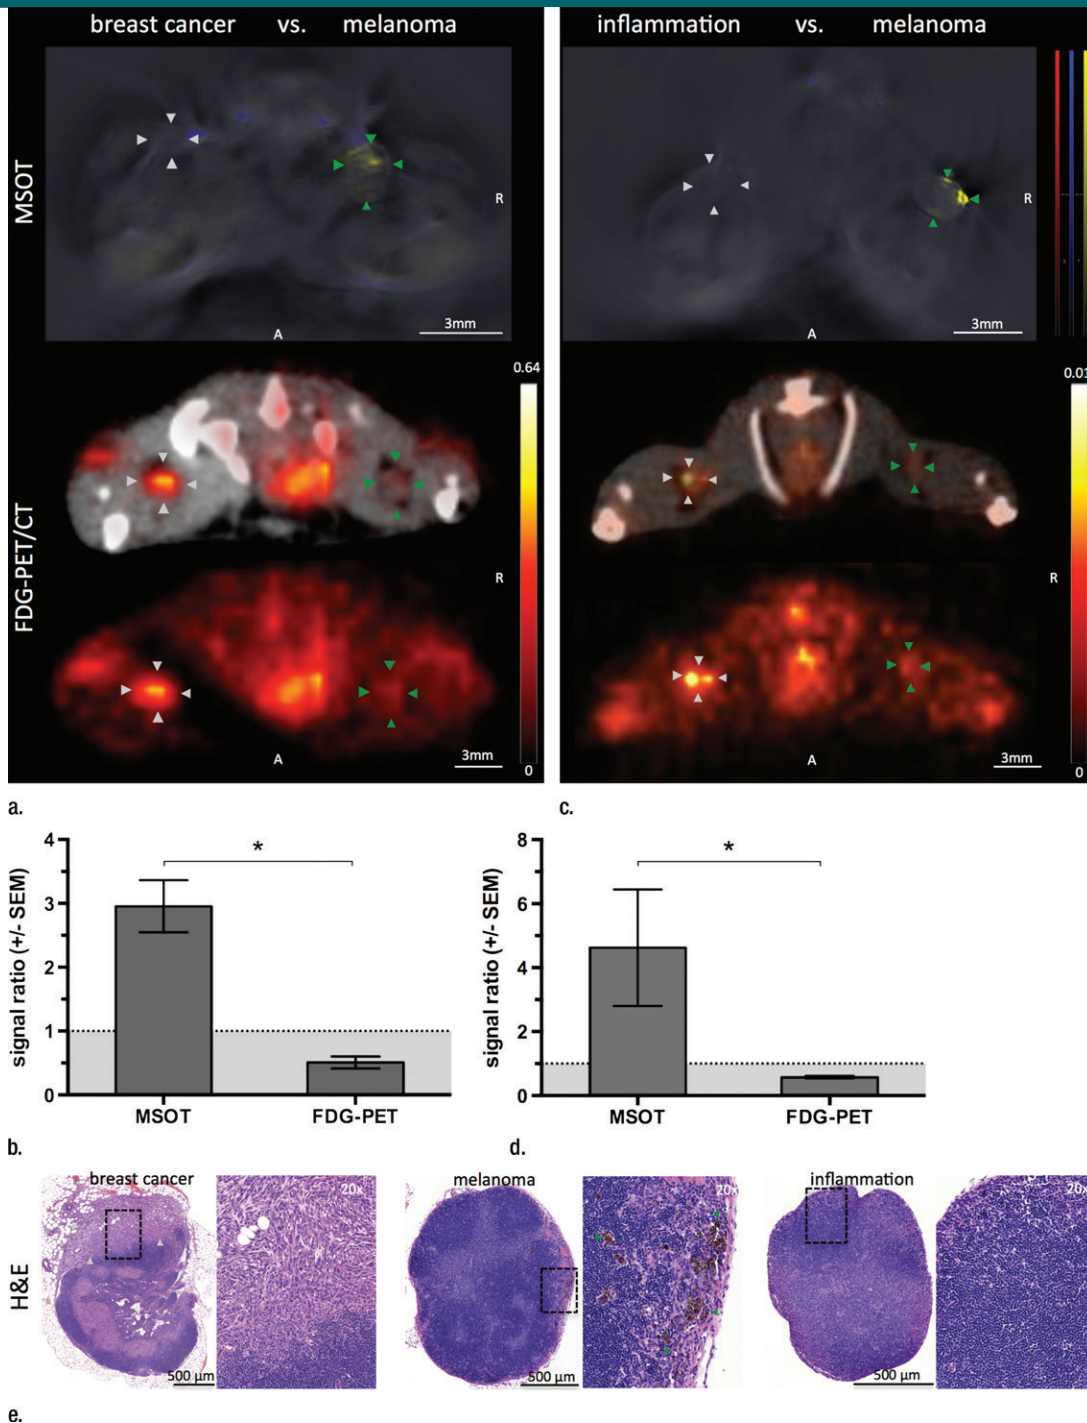 breast cancer vs. melanoma
inflammation vs. melanoma
MSOT
R
A
3mm
R
A
3mm
FDG-PET/CT
0.64
R
A
3mm
0
0.01
R
A
3mm
0
a.
c.
signal ratio (+/- SEM)
4
3
2
1
0
*
MSOT
FDG-PET
signal ratio (+/- SEM)
8
6
4
2
0
*
MSOT
FDG-PET
b.
d.
H&E
breast cancer
20x
500 µm
melanoma
20x
inflammation
500 µm
e.